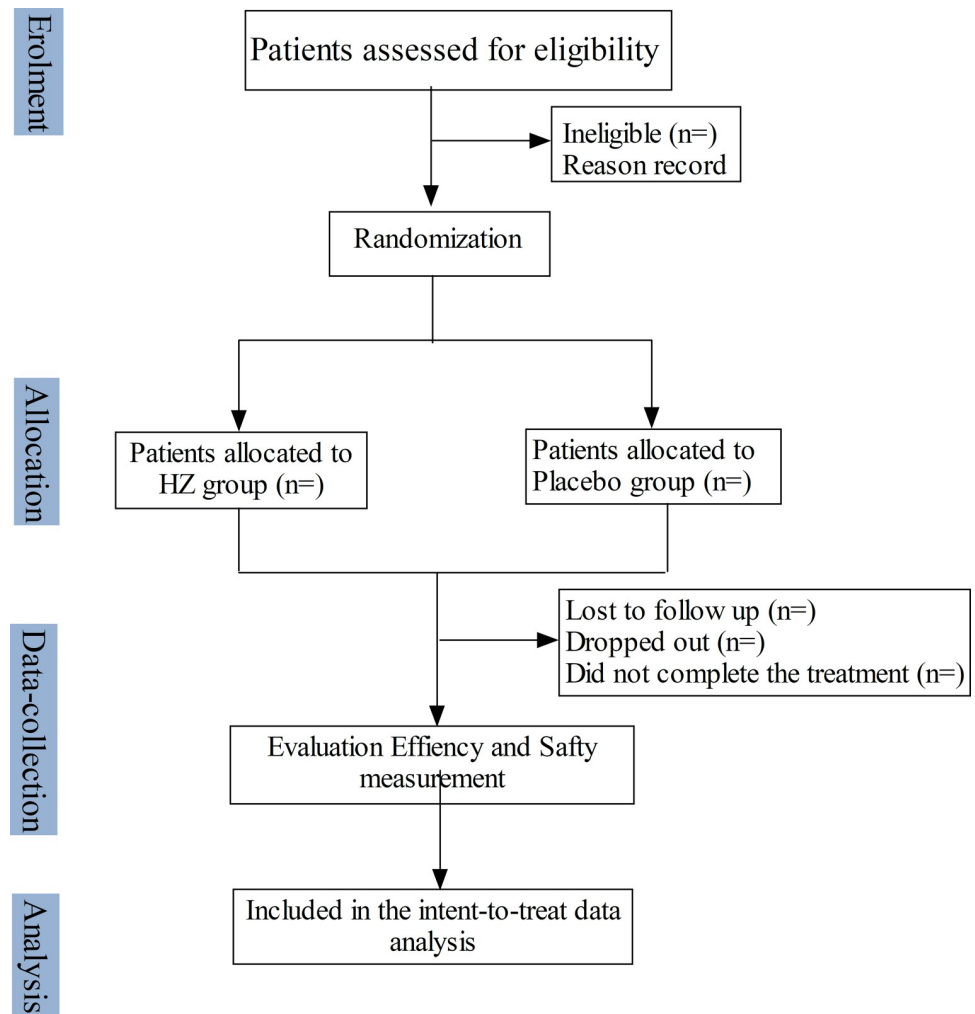 Erolment
Patients assessed for eligibility
Ineligible (n=)
Reason record
Randomization
Allocation
Patients allocated to
HZ group (n=)
Patients allocated to
Placebo group (n=)
Data-collection
Lost to follow up (n=)
Dropped out (n=)
Did not complete the treatment (n=)
Evaluation Effiency and Safty
measurement
Analysis
Included in the intent-to-treat data
analysis